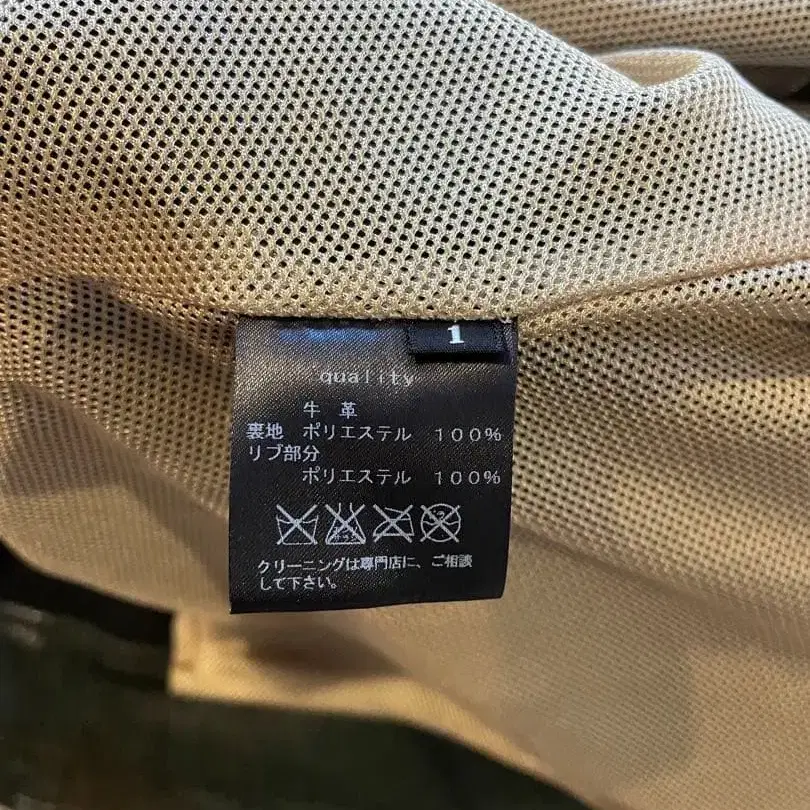 1
quality
牛 革
裏地 ポリエステル 100%
リブ部分
ポリエステル 100%
クリーニングは専門店に、ご相談
して下さい。